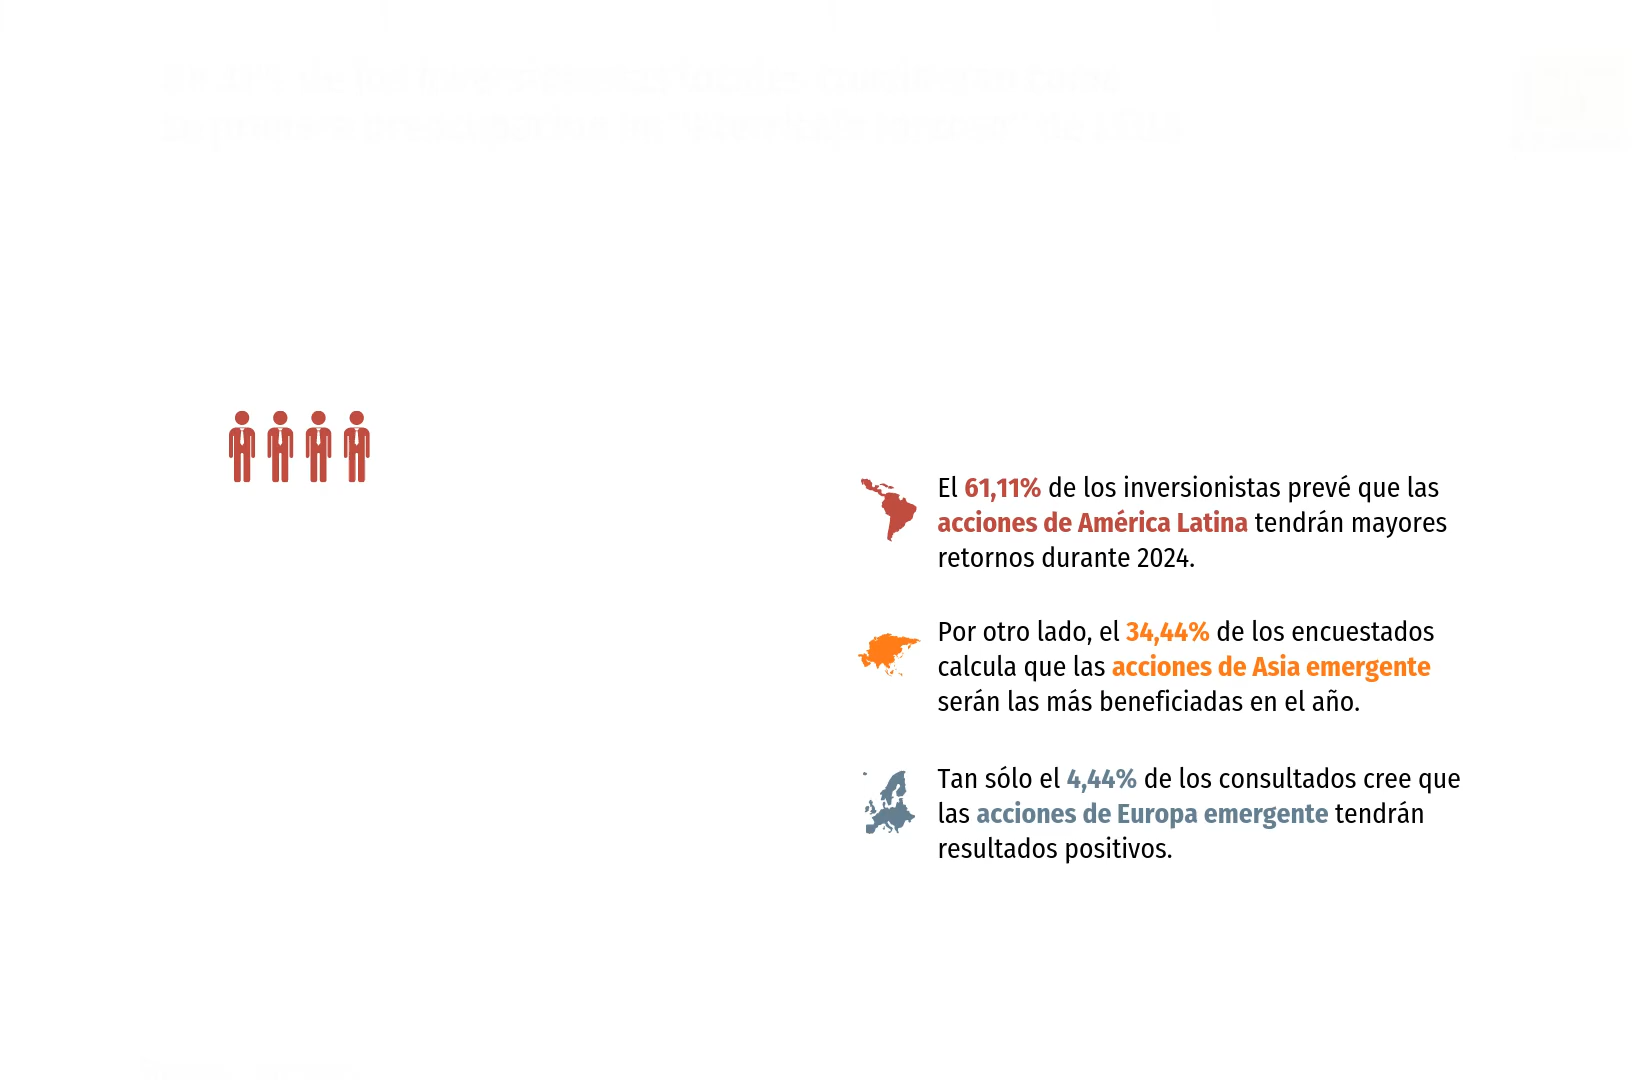 El 61,11% de los inversionistas prevé que las
acciones de América Latina tendrán mayores
retornos durante 2024.
Por otro lado, el 34,44% de los encuestados
calcula que las acciones de Asia emergente
serán las más beneficiadas en el año.
Tan sólo el 4,44% de los consultados cree que
las acciones de Europa emergente tendrán
resultados positivos.